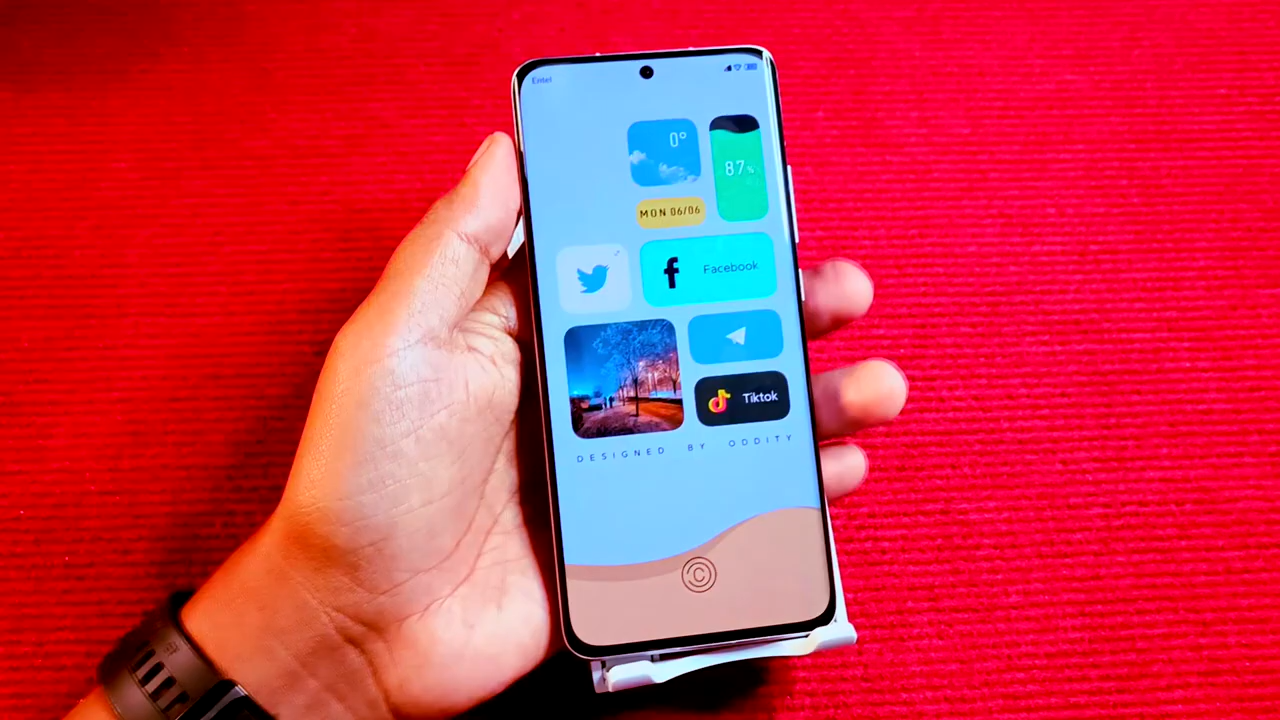 Entel
0°
87%
MON 06/06
Facebook
Tiktok
DESIGNED BY ODDITY